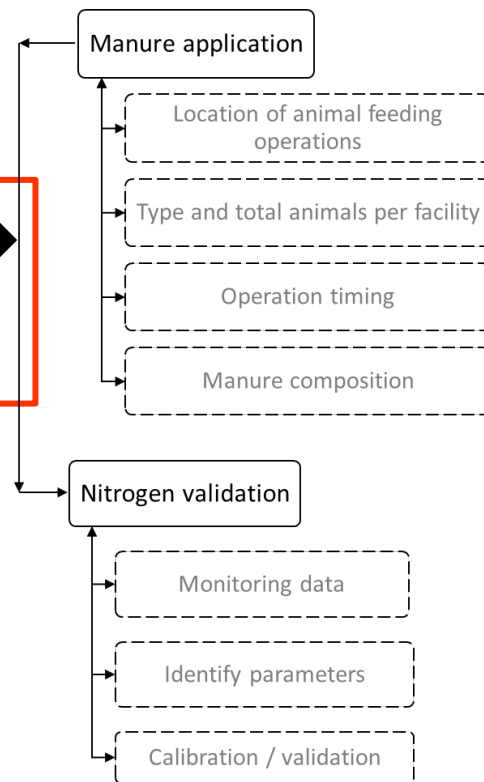 Manure application
Location of animal feeding
operations
Type and total animals per facility
Operation timing
Manure composition
Nitrogen validation
Monitoring data
Identify parameters
Calibration / validation